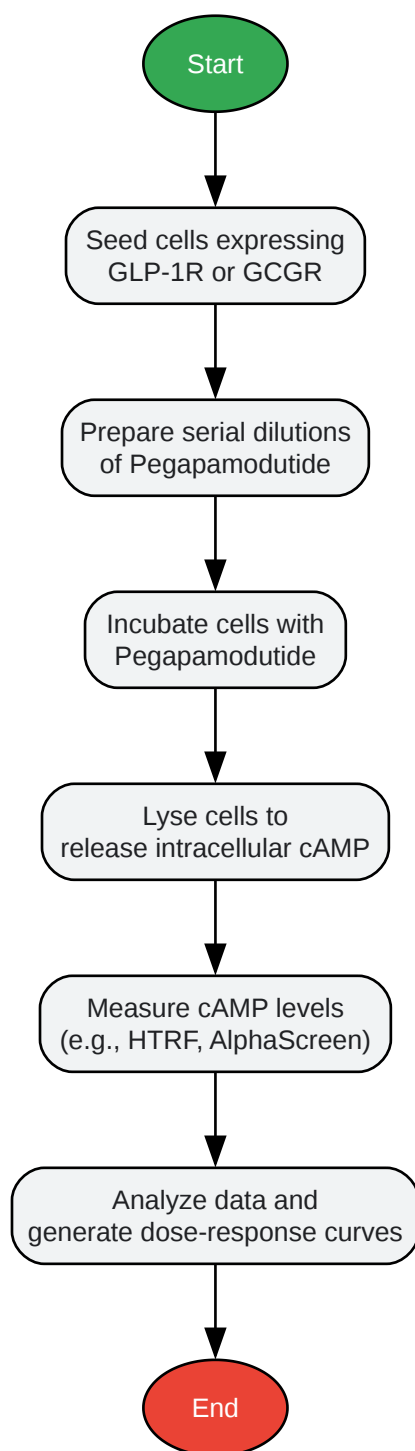 Start
Seed cells expressing
GLP-1R or GCGR
Prepare serial dilutions
of Pegapamodutide
Incubate cells with
Pegapamodutide
Lyse cells to
release intracellular cAMP
Measure cAMP levels
(e.g., HTRF, AlphaScreen)
Analyze data and
generate dose-response curves
End